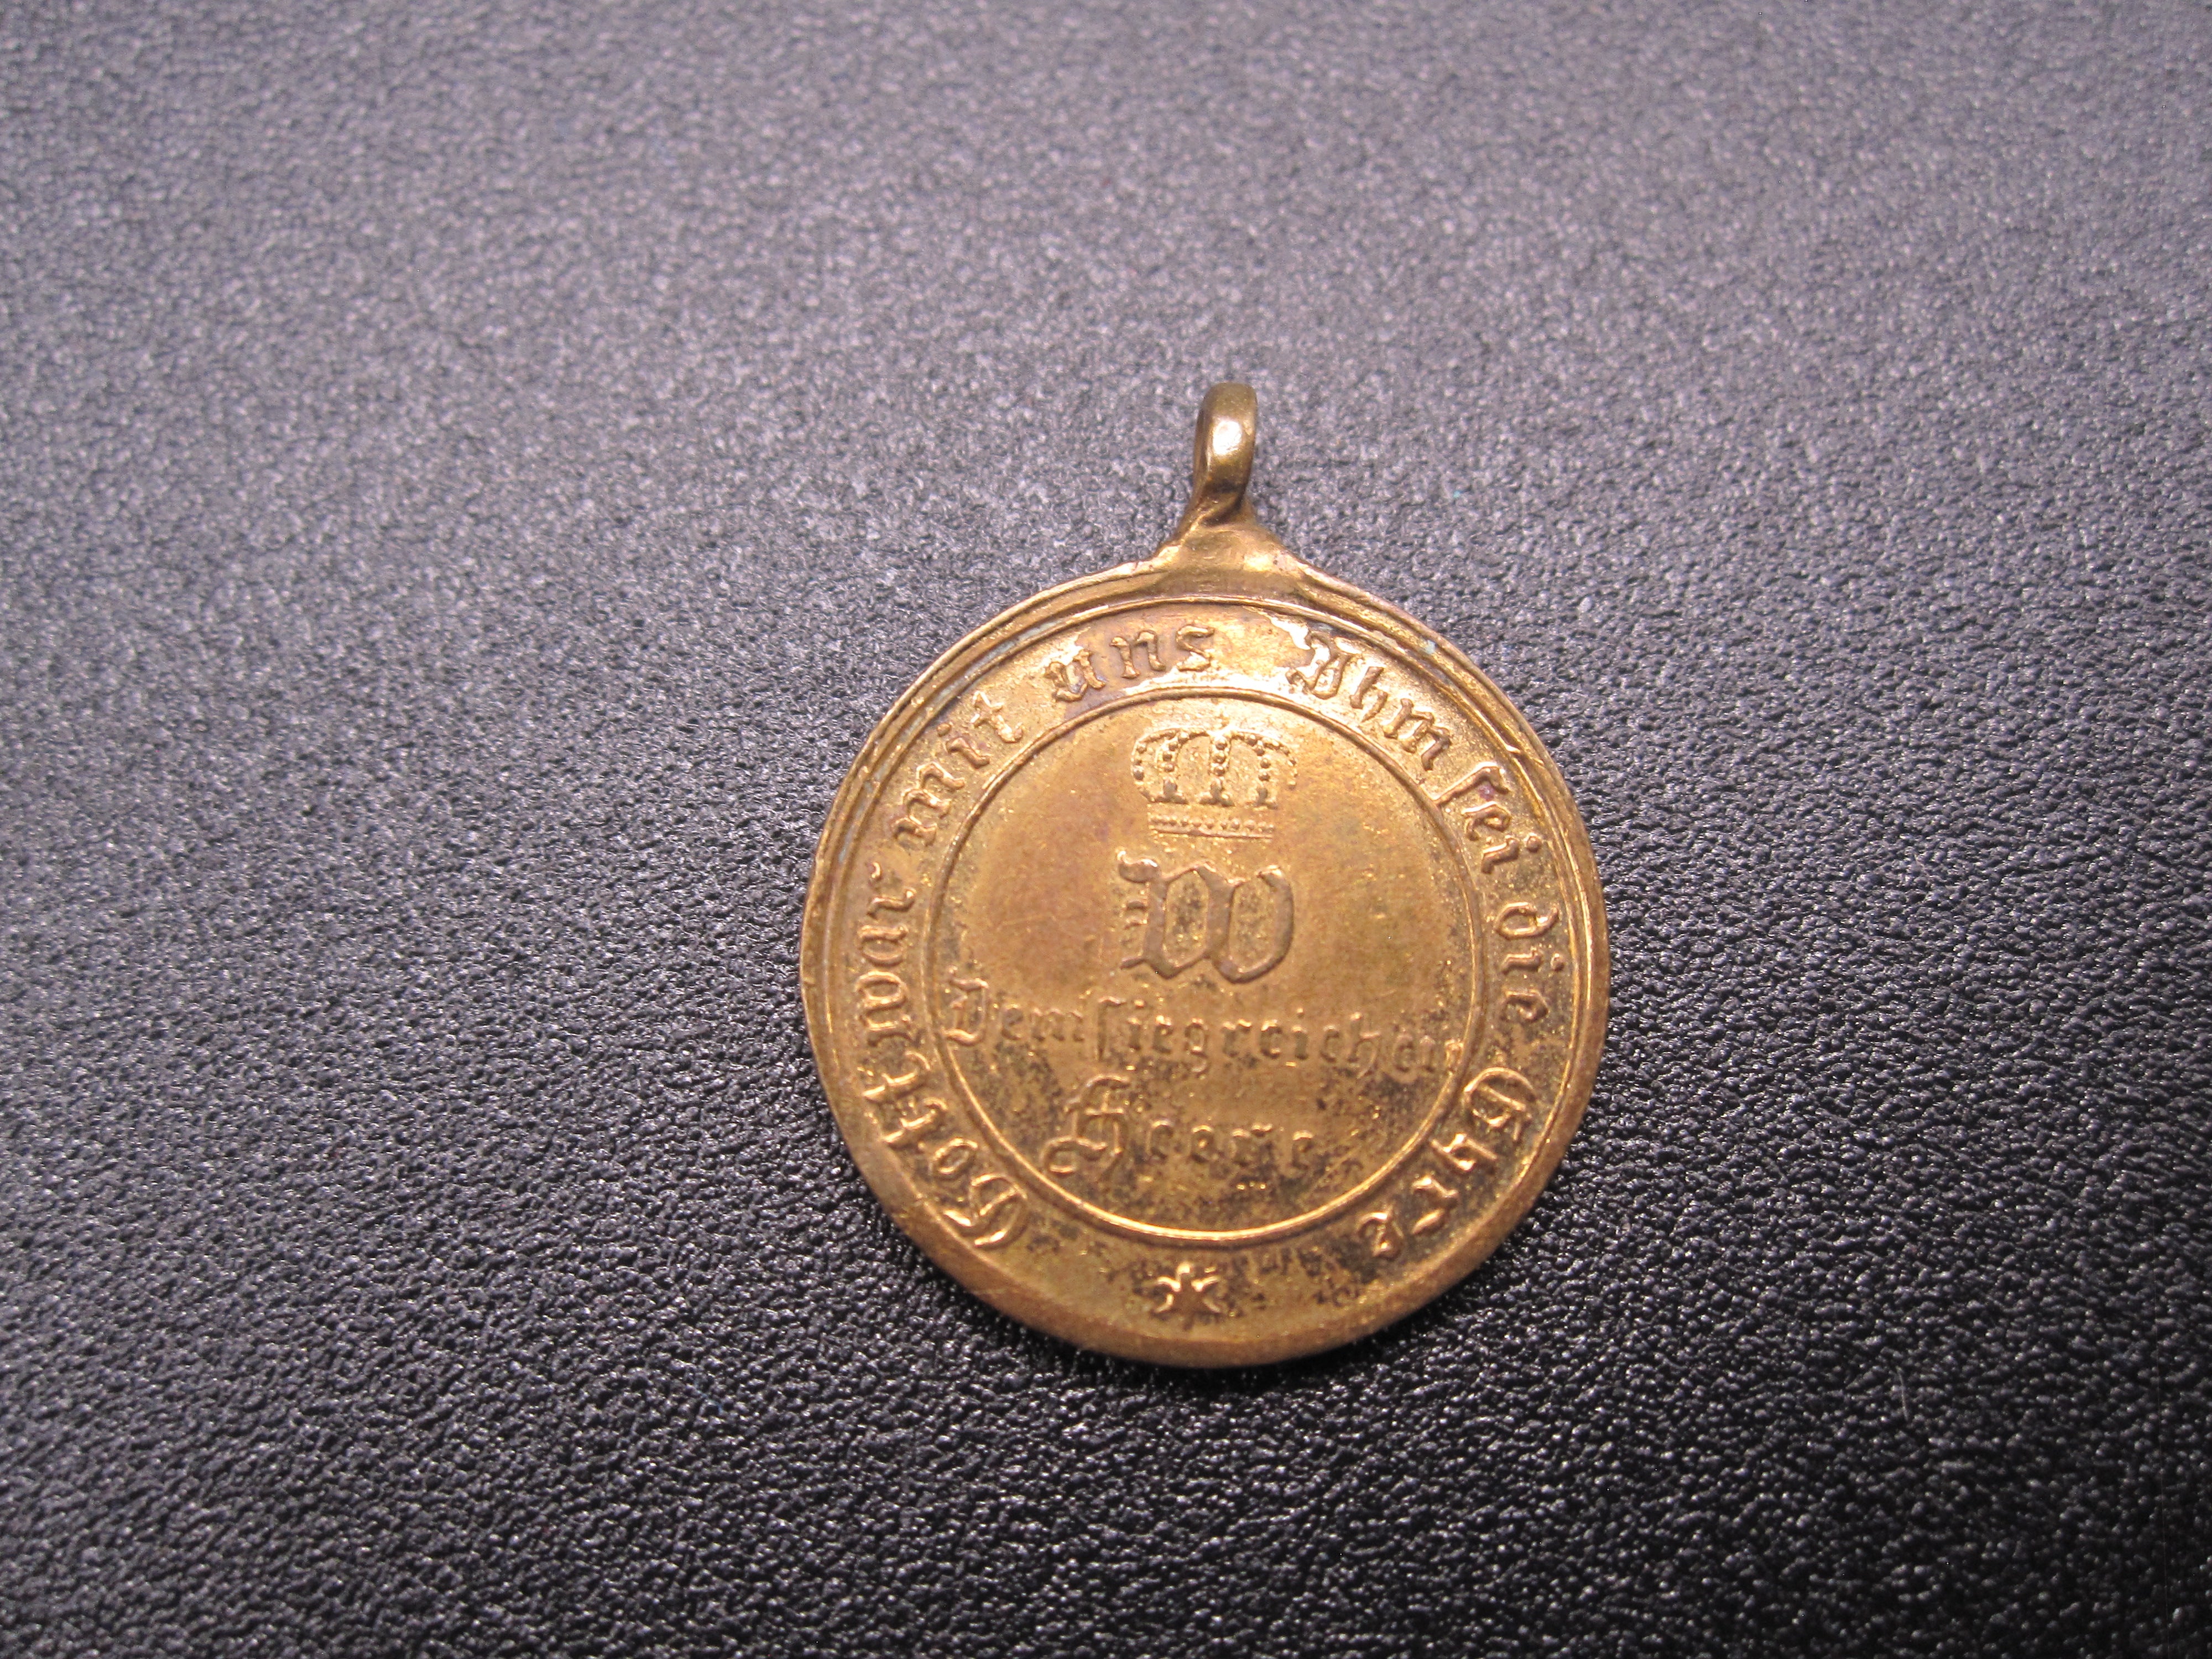 Gott war mit uns Ihm sei die Ehre
W
Dem siegreichen
Heere